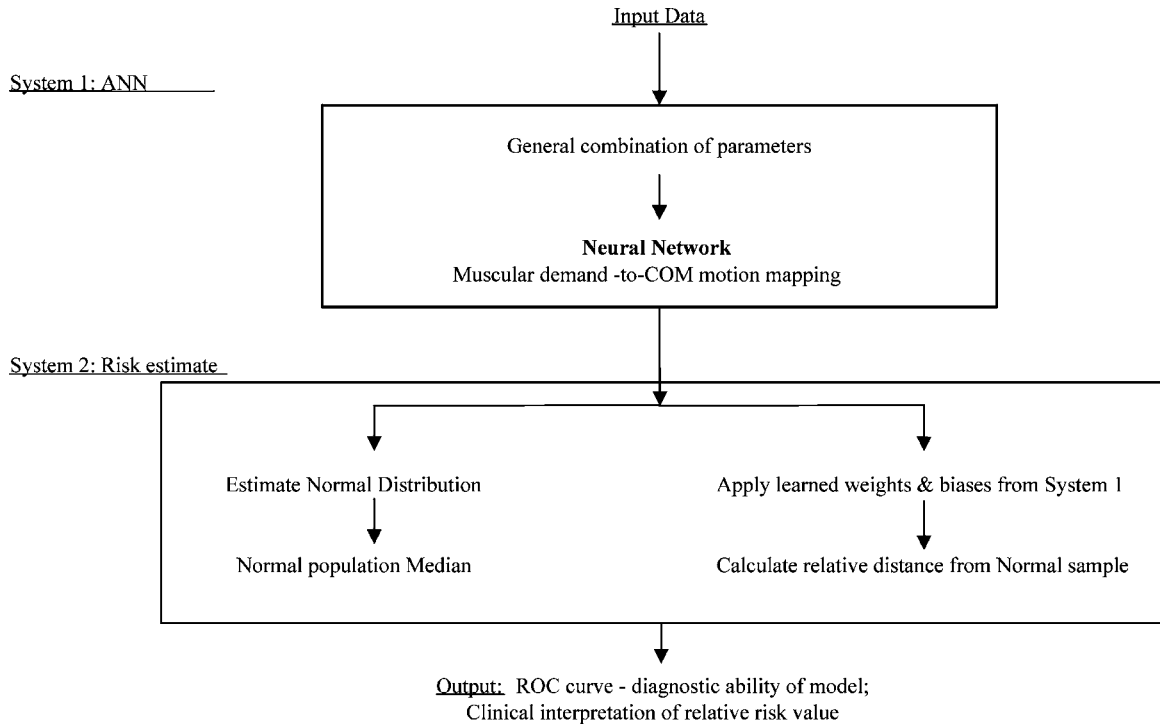 Input Data
System 1: ANN
General combination of parameters
Neural Network
Muscular demand -to-COM motion mapping
System 2: Risk estimate
Estimate Normal Distribution
Apply learned weights & biases from System 1
Normal population Median
Calculate relative distance from Normal sample
Output: ROC curve - diagnostic ability of model;
Clinical interpretation of relative risk value